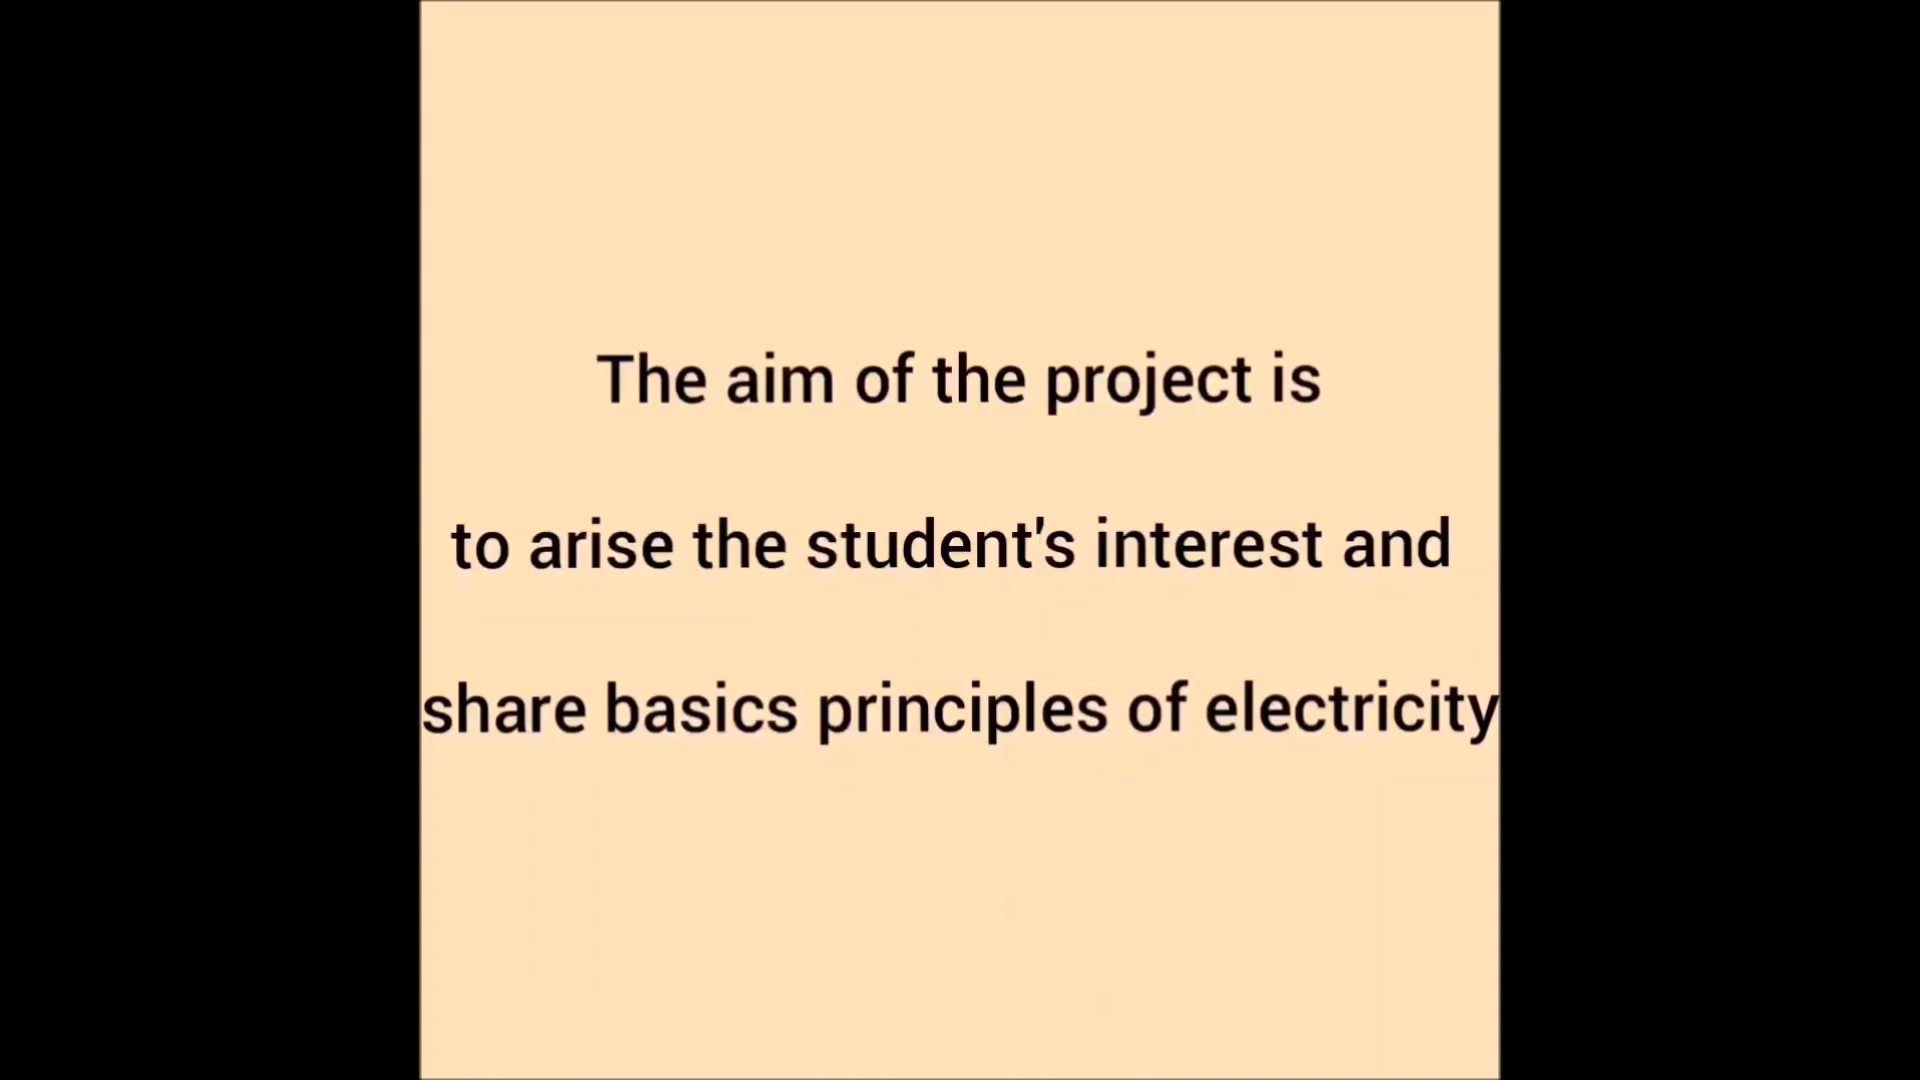 The aim of the project is
to arise the student's interest and
share basics principles of electricity